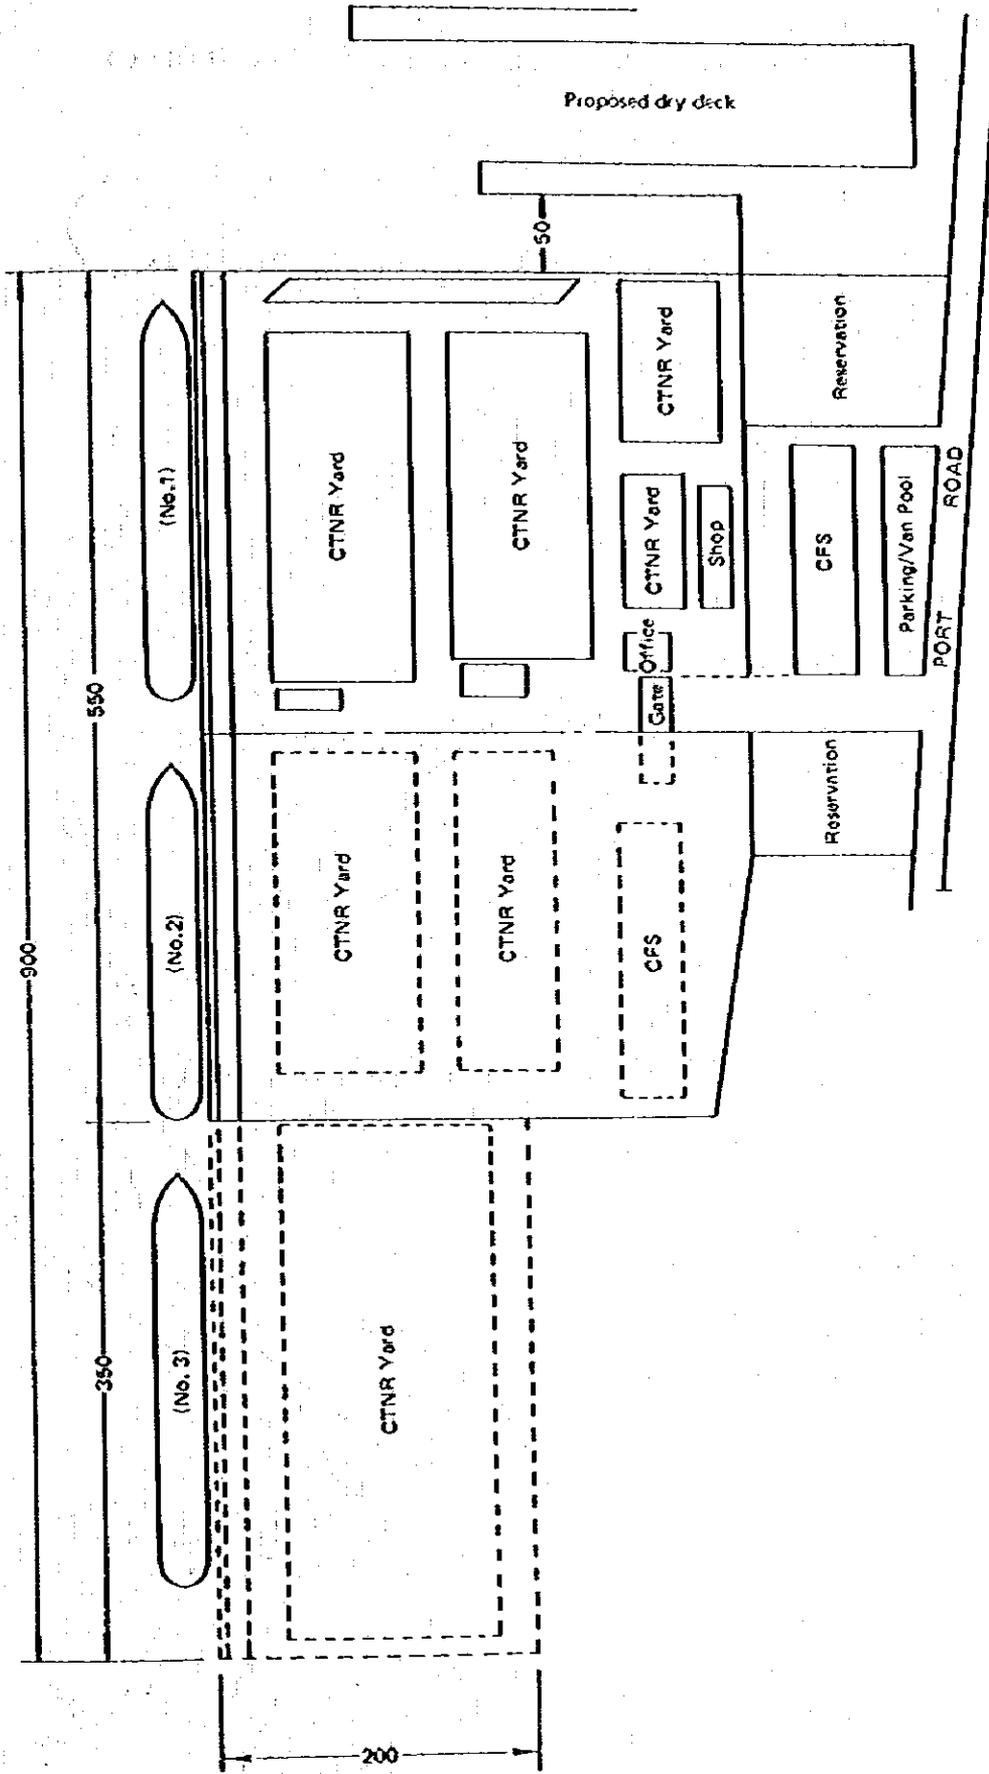 Proposed dry deck
50
900
550
350
200
(No.1)
(No.2)
(No. 3)
CTNR Yard
CTNR Yard
CTNR Yard
CTNR Yard
Shop
Office
Gate
Reservation
CFS
Parking/Van Pool
PORT ROAD
CTNR Yard
CTNR Yard
CFS
Reservation
CTNR Yard